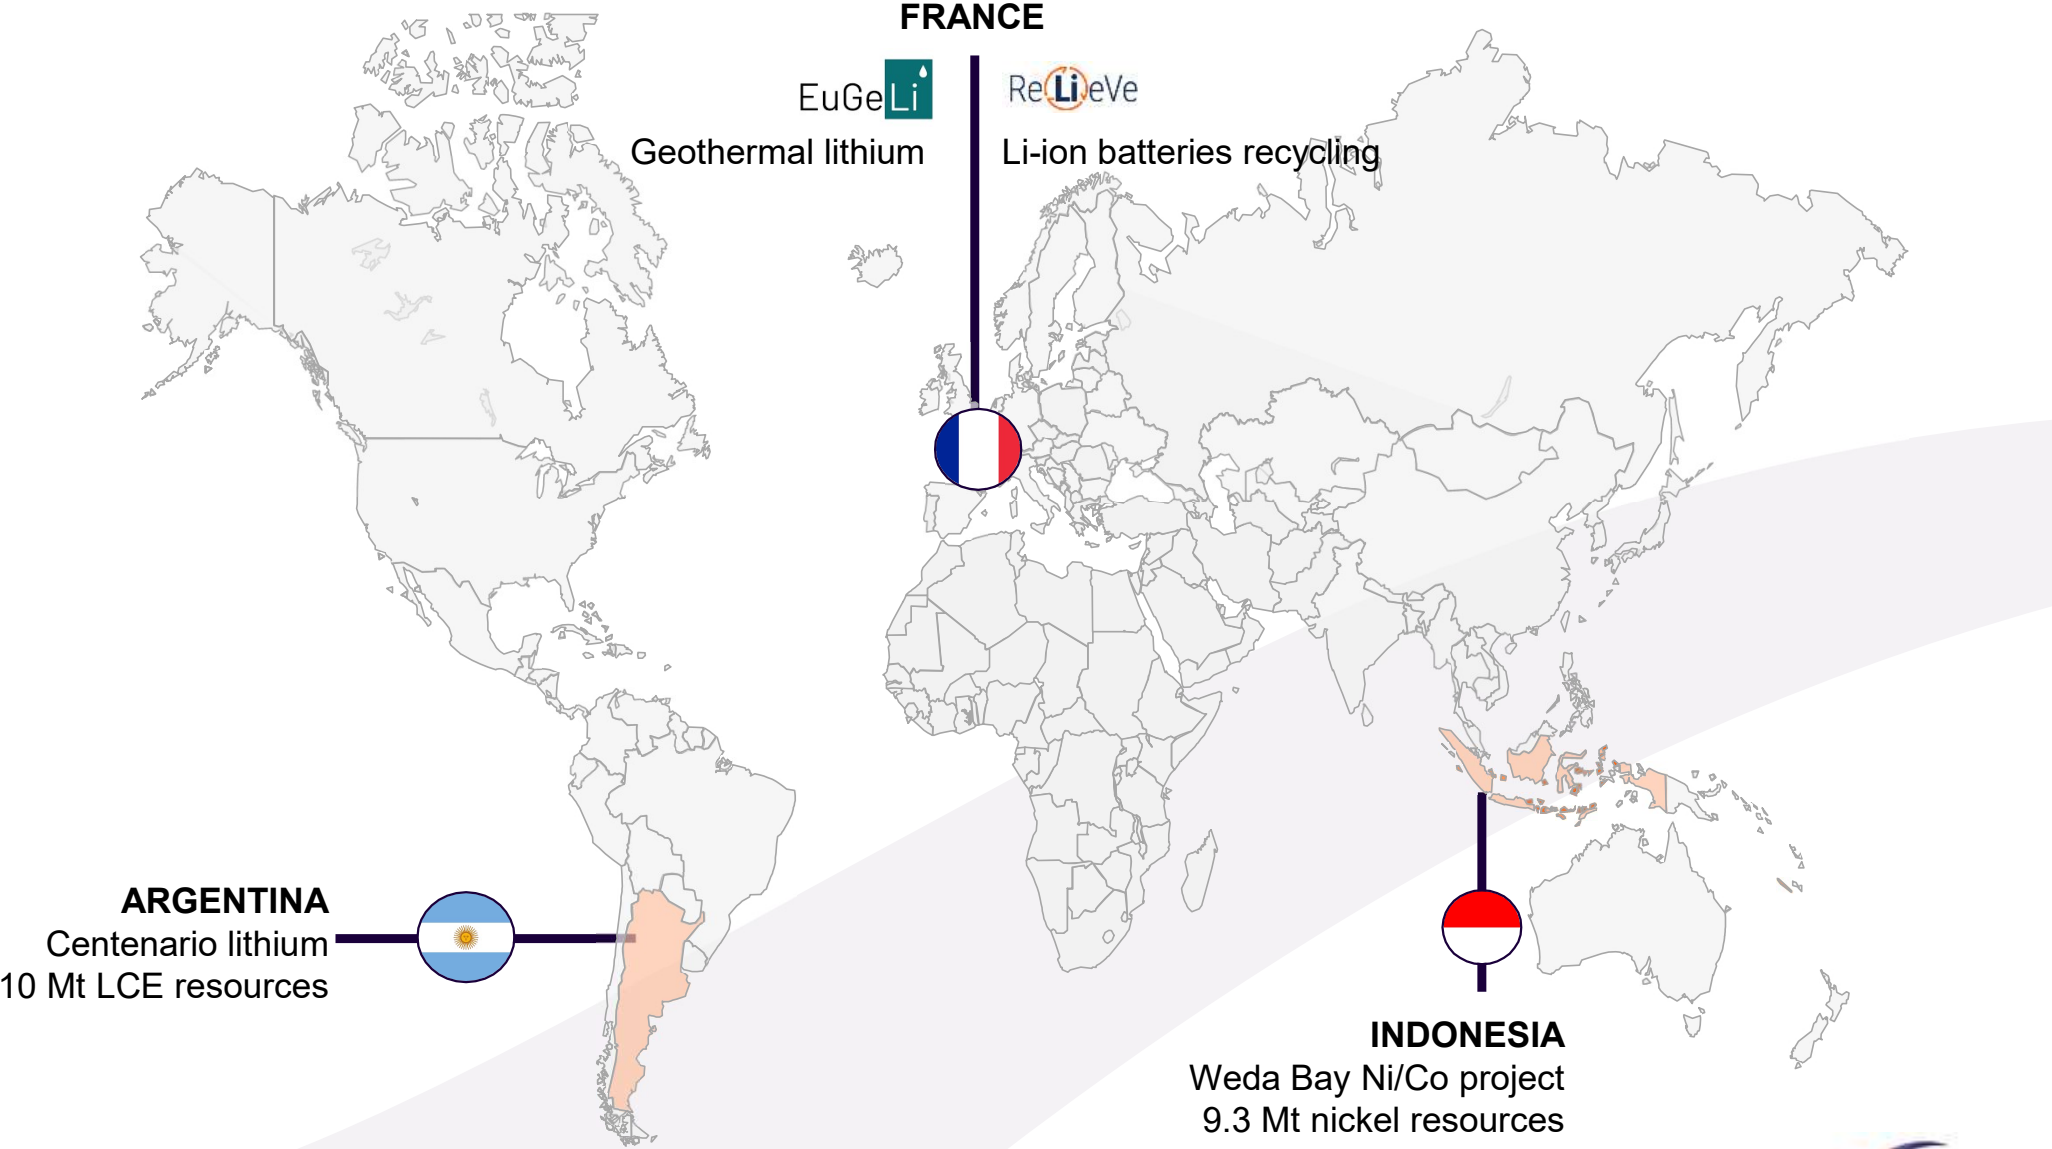 FRANCE
EuGeLi
ReLieVe
Geothermal lithium
Li-ion batteries recycling
ARGENTINA
Centenario lithium
10 Mt LCE resources
INDONESIA
Weda Bay Ni/Co project
9.3 Mt nickel resources